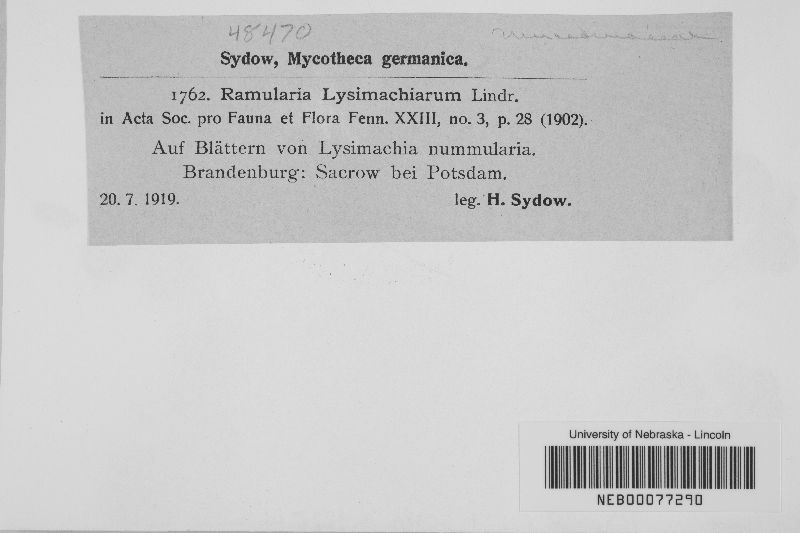 48470
Sydow, Mycotheca germanica.
1762. Ramularia Lysimachiarum Lindr.
in Acta Soc. pro Fauna et Flora Fenn. XXIII, no. 3, p. 28 (1902).
Auf Blättern von Lysimachia nummularia.
Brandenburg: Sacrow bei Potsdam.
20. 7. 1919. leg. H. Sydow.
University of Nebraska - Lincoln
NEB00077290